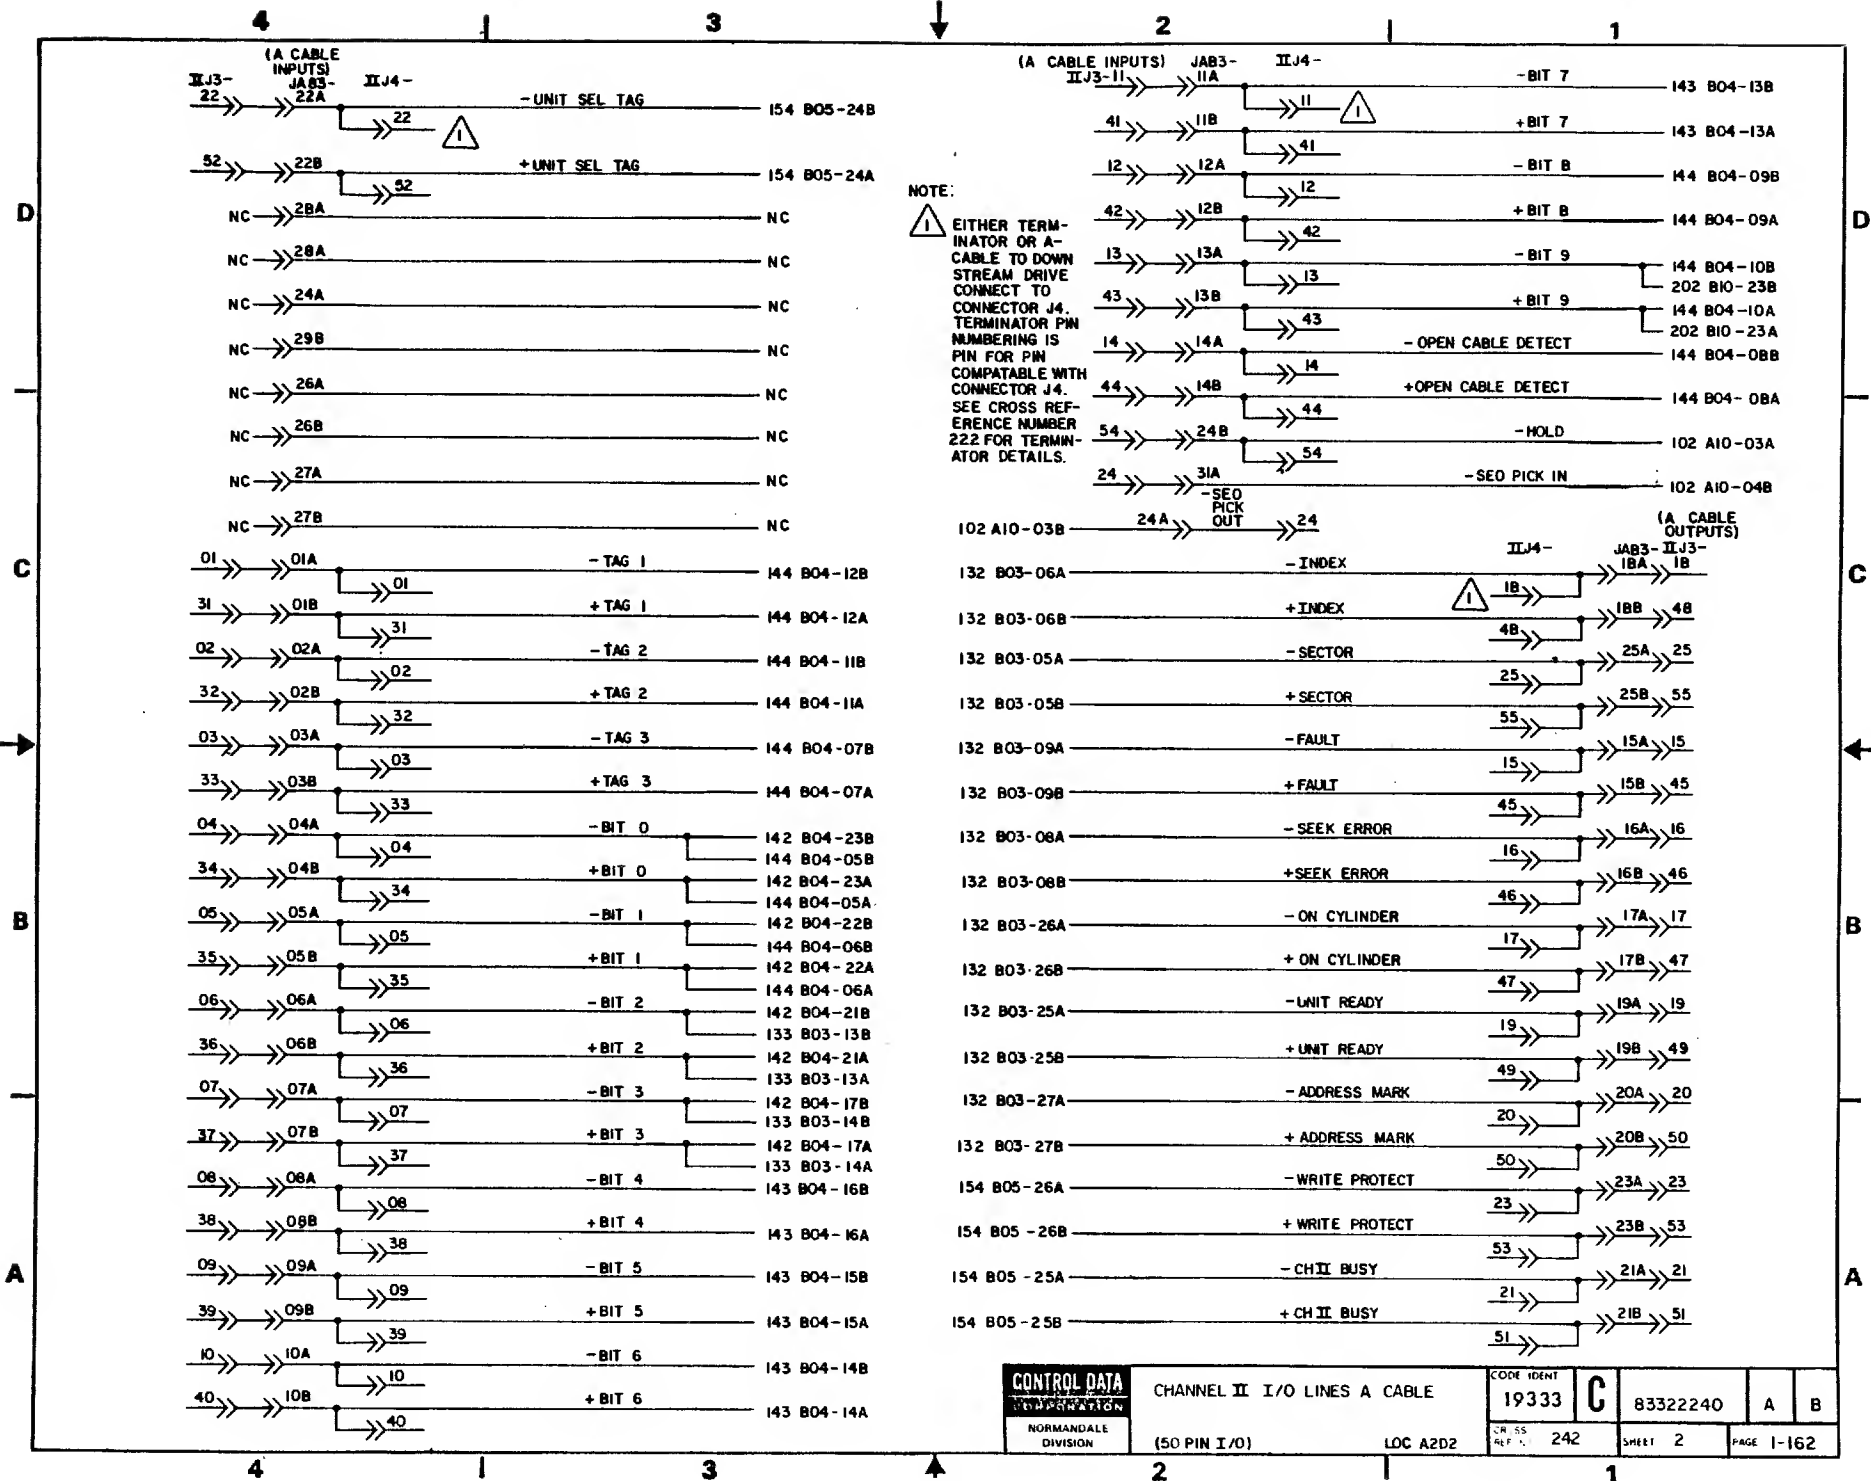 4 3 2 1
(A CABLE
INPUTS)
IIJ3- JA83- IIJ4-
22 22A - UNIT SEL TAG 154 B05-24B
22
52 22B + UNIT SEL TAG 154 B05-24A
52
NC 28A NC
NC 28A NC
NC 24A NC
NC 29B NC
NC 26A NC
NC 26B NC
NC 27A NC
NC 27B NC
01 01A - TAG 1 144 B04-12B
01
31 01B + TAG 1 144 B04-12A
31
02 02A - TAG 2 144 B04-11B
02
32 02B + TAG 2 144 B04-11A
32
03 03A - TAG 3 144 B04-07B
03
33 03B + TAG 3 144 B04-07A
33
04 04A - BIT 0 142 B04-23B
04 144 B04-05B
34 04B + BIT 0 142 B04-23A
34 144 B04-05A
05 05A - BIT 1 142 B04-22B
05 144 B04-06B
35 05B + BIT 1 142 B04-22A
35 144 B04-06A
06 06A - BIT 2 142 B04-21B
06 133 B03-13B
36 06B + BIT 2 142 B04-21A
36 133 B03-13A
07 07A - BIT 3 142 B04-17B
07 133 B03-14B
37 07B + BIT 3 142 B04-17A
37 133 B03-14A
08 08A - BIT 4 143 B04-16B
08
38 08B + BIT 4 143 B04-16A
38
09 09A - BIT 5 143 B04-15B
09
39 09B + BIT 5 143 B04-15A
39
10 10A - BIT 6 143 B04-14B
10
40 10B + BIT 6 143 B04-14A
40
NOTE:
1 EITHER TERM-
INATOR OR A-
CABLE TO DOWN
STREAM DRIVE
CONNECT TO
CONNECTOR J4.
TERMINATOR PIN
NUMBERING IS
PIN FOR PIN
COMPATABLE WITH
CONNECTOR J4.
SEE CROSS REF-
ERENCE NUMBER
222 FOR TERMIN-
ATOR DETAILS.
(A CABLE INPUTS) JA83- IIJ4-
IIJ3-11 11A - BIT 7 143 B04-13B
11 1
41 11B + BIT 7 143 B04-13A
41
12 12A - BIT 8 144 B04-09B
12
42 12B + BIT 8 144 B04-09A
42
13 13A - BIT 9 144 B04-10B
13 202 B10-23B
43 13B + BIT 9 144 B04-10A
43 202 B10-23A
14 14A - OPEN CABLE DETECT 144 B04-08B
14
44 14B + OPEN CABLE DETECT 144 B04-08A
44
54 24B - HOLD 102 A10-03A
54
24 31A - SEQ PICK IN 102 A10-04B
102 A10-03B 24A - SEQ PICK OUT 24
(A CABLE
OUTPUTS)
IIJ4- JA83- IIJ3-
132 B03-06A - INDEX 18A 18
1 18
132 B03-06B + INDEX 18B 48
48
132 B03-05A - SECTOR 25A 25
25
132 B03-05B + SECTOR 25B 55
55
132 B03-09A - FAULT 15A 15
15
132 B03-09B + FAULT 15B 45
45
132 B03-08A - SEEK ERROR 16A 16
16
132 B03-08B + SEEK ERROR 16B 46
46
132 B03-26A - ON CYLINDER 17A 17
17
132 B03-26B + ON CYLINDER 17B 47
47
132 B03-25A - UNIT READY 19A 19
19
132 B03-25B + UNIT READY 19B 49
49
132 B03-27A - ADDRESS MARK 20A 20
20
132 B03-27B + ADDRESS MARK 20B 50
50
154 B05-26A - WRITE PROTECT 23A 23
23
154 B05-26B + WRITE PROTECT 23B 53
53
154 B05-25A - CH II BUSY 21A 21
21
154 B05-25B + CH II BUSY 21B 51
51
D D
C C
B B
A A
CONTROL DATA
CORPORATION
NORMANDALE
DIVISION
CHANNEL II I/O LINES A CABLE
(50 PIN I/O) LOC A2D2
CODE IDENT
19333 C 83322240 A B
242 SHEET 2 PAGE 1-162
4 3 2 1